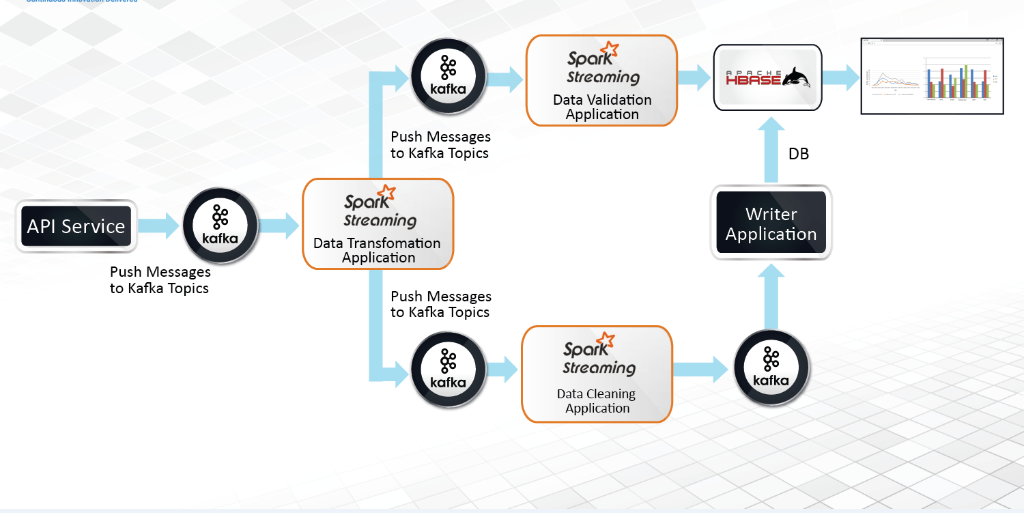 Continuous Innovation Delivered
kafka
Spark
Streaming
Data Validation
Application
APACHE
HBASE
Push Messages
to Kafka Topics
DB
API Service
kafka
Push Messages
to Kafka Topics
Spark
Streaming
Data Transfomation
Application
Writer
Application
Push Messages
to Kafka Topics
kafka
Spark
Streaming
Data Cleaning
Application
kafka